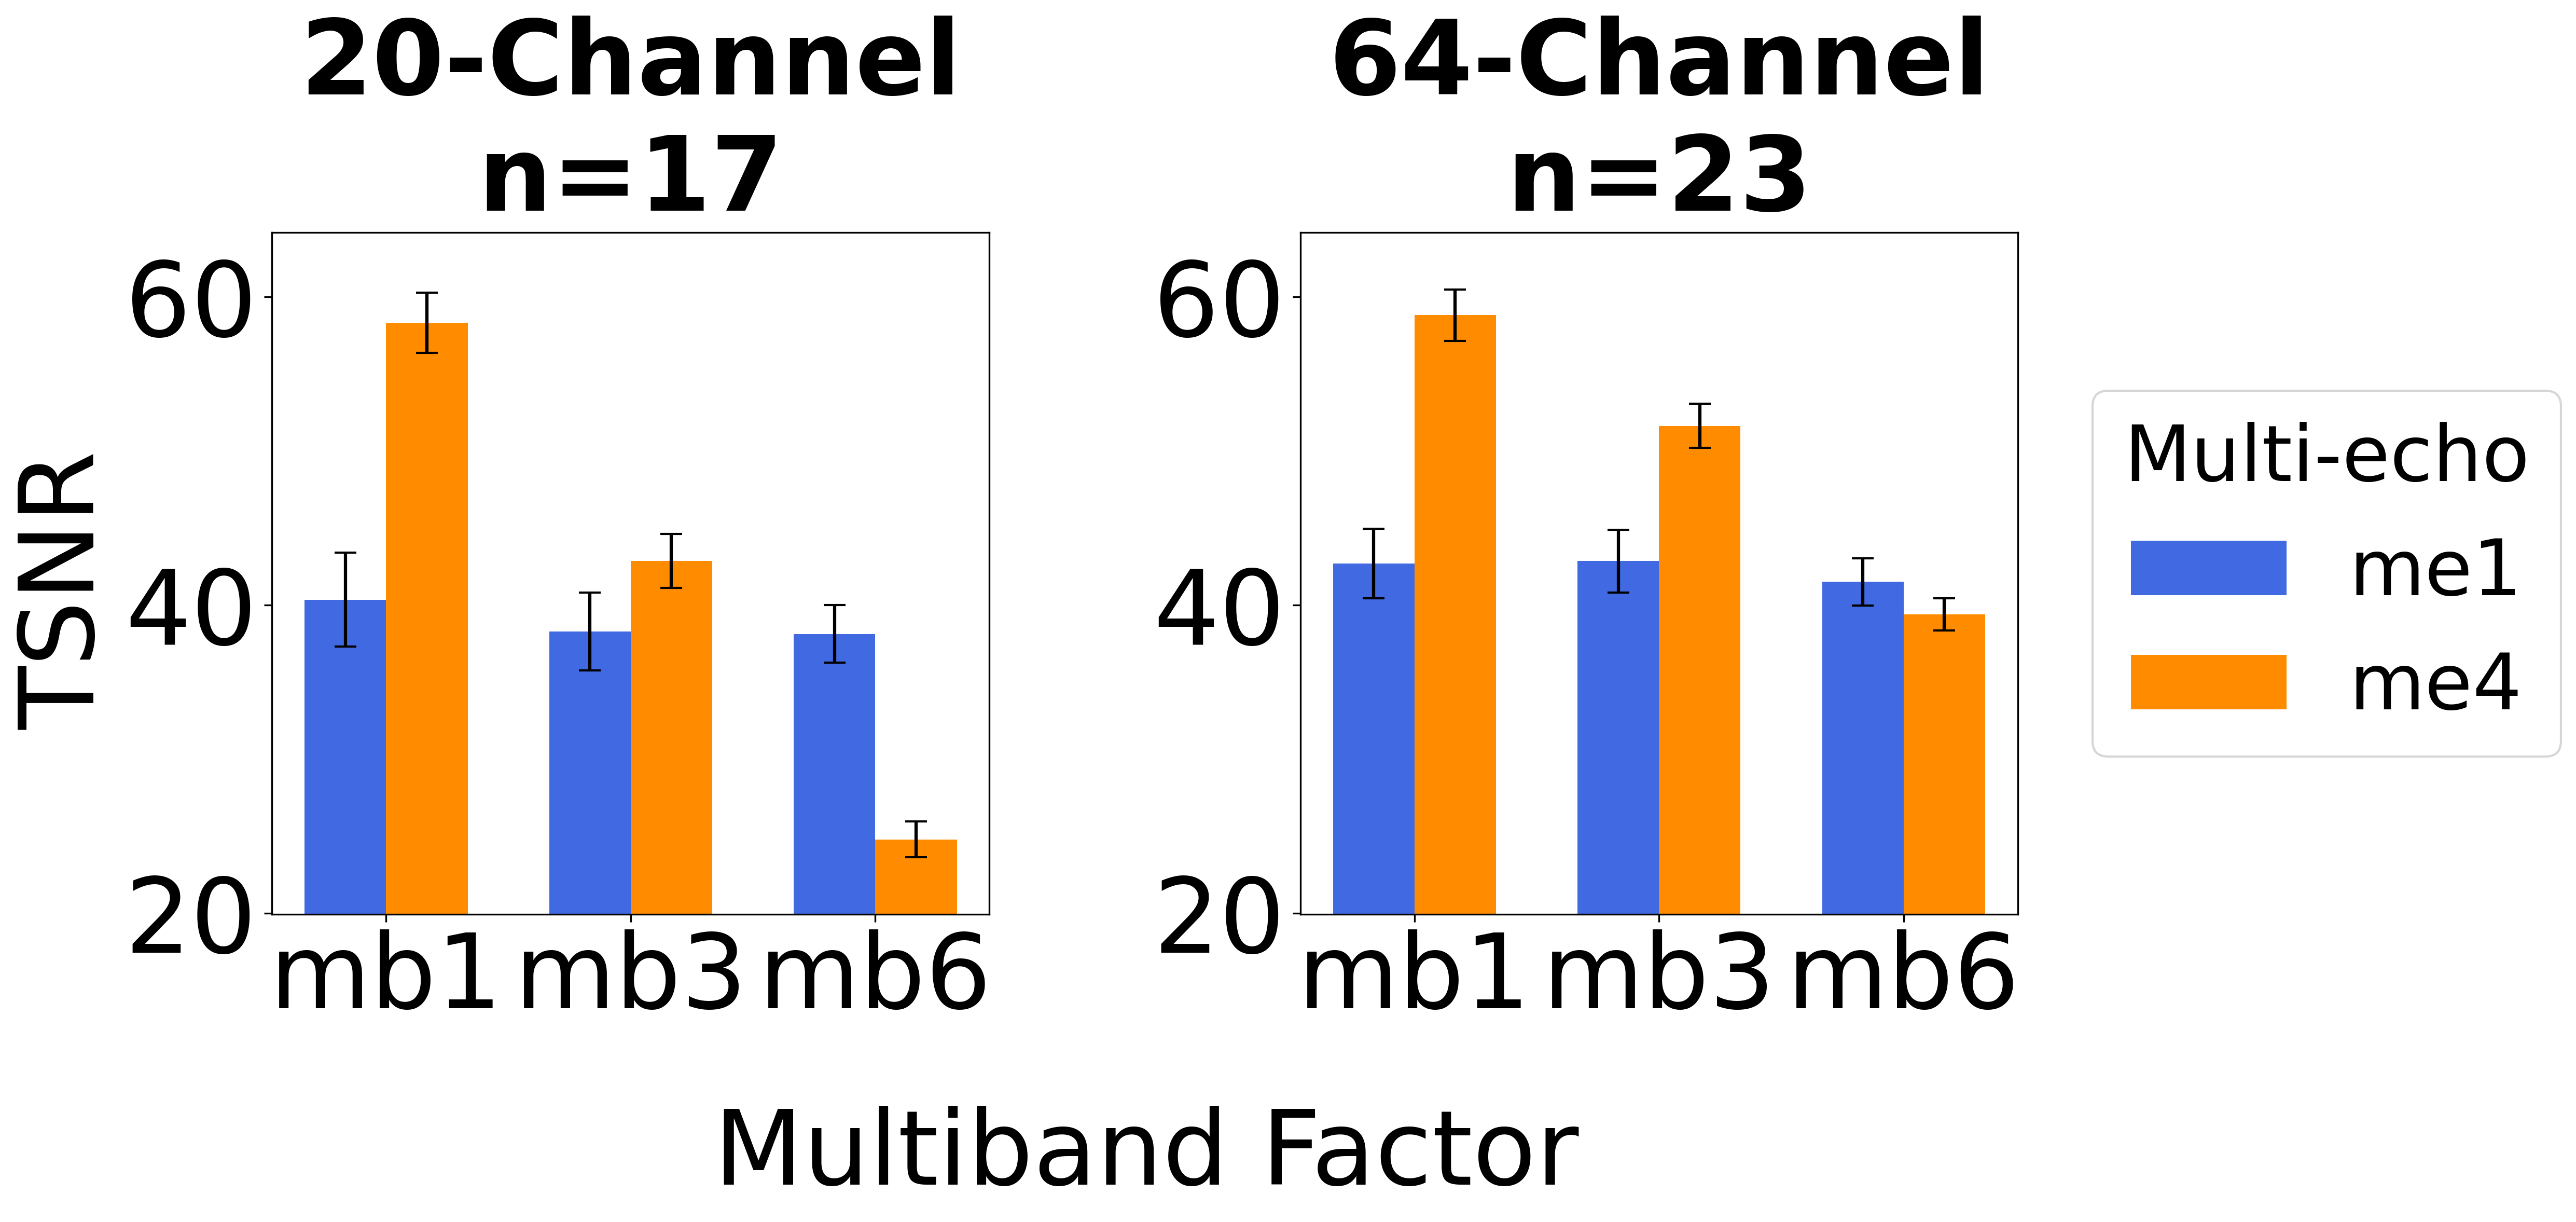 20-Channel
n=17
64-Channel
n=23
TSNR
60
40
20
mb1 mb3 mb6
60
40
20
mb1 mb3 mb6
Multiband Factor
Multi-echo
me1
me4